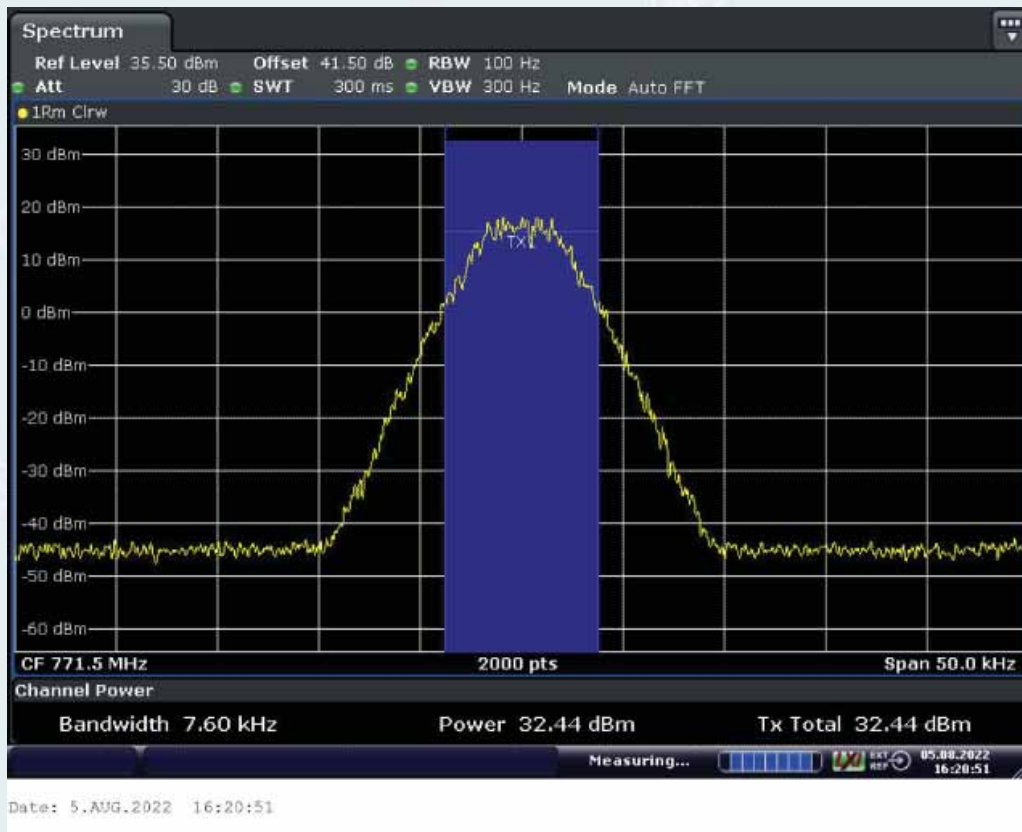 Spectrum
Ref Level 35.50 dBm Offset 41.50 dB RBW 100 Hz
Att 30 dB SWT 300 ms VBW 300 Hz Mode Auto FFT
1Rm Clrw
30 dBm
20 dBm
Tx
10 dBm
0 dBm
-10 dBm
-20 dBm
-30 dBm
-40 dBm
-50 dBm
-60 dBm
CF 771.5 MHz 2000 pts Span 50.0 kHz
Channel Power
Bandwidth 7.60 kHz Power 32.44 dBm Tx Total 32.44 dBm
Measuring... LXI EXT REF 05.08.2022
16:20:51
Date: 5.AUG.2022 16:20:51